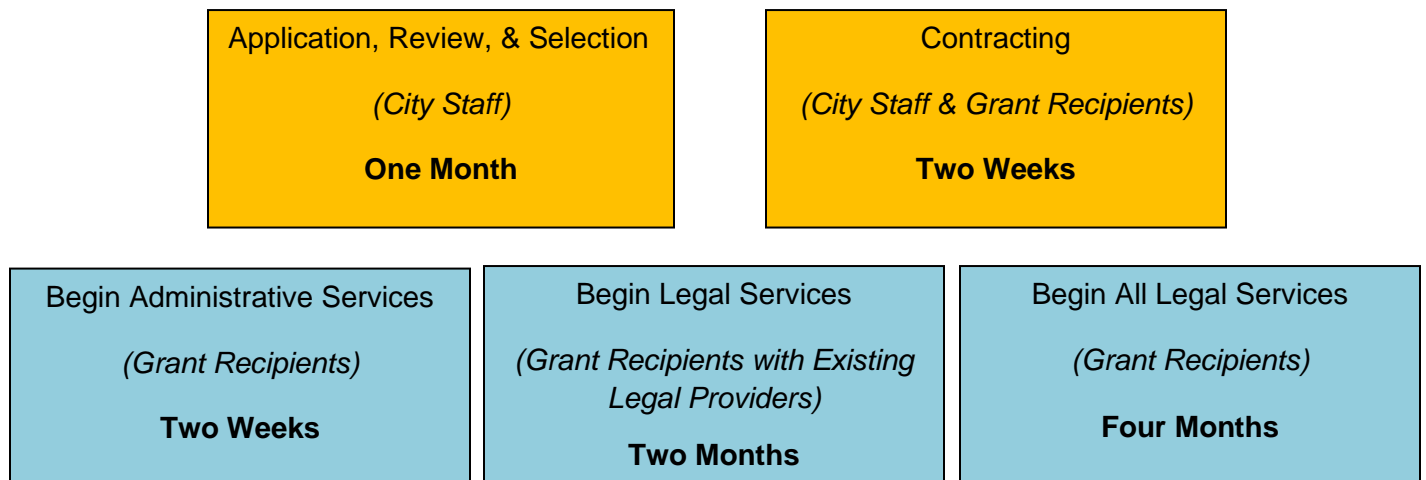 Application, Review, & Selection
(City Staff)
One Month
Contracting
(City Staff & Grant Recipients)
Two Weeks
Begin Administrative Services
(Grant Recipients)
Two Weeks
Begin Legal Services
(Grant Recipients with Existing
Legal Providers)
Two Months
Begin All Legal Services
(Grant Recipients)
Four Months